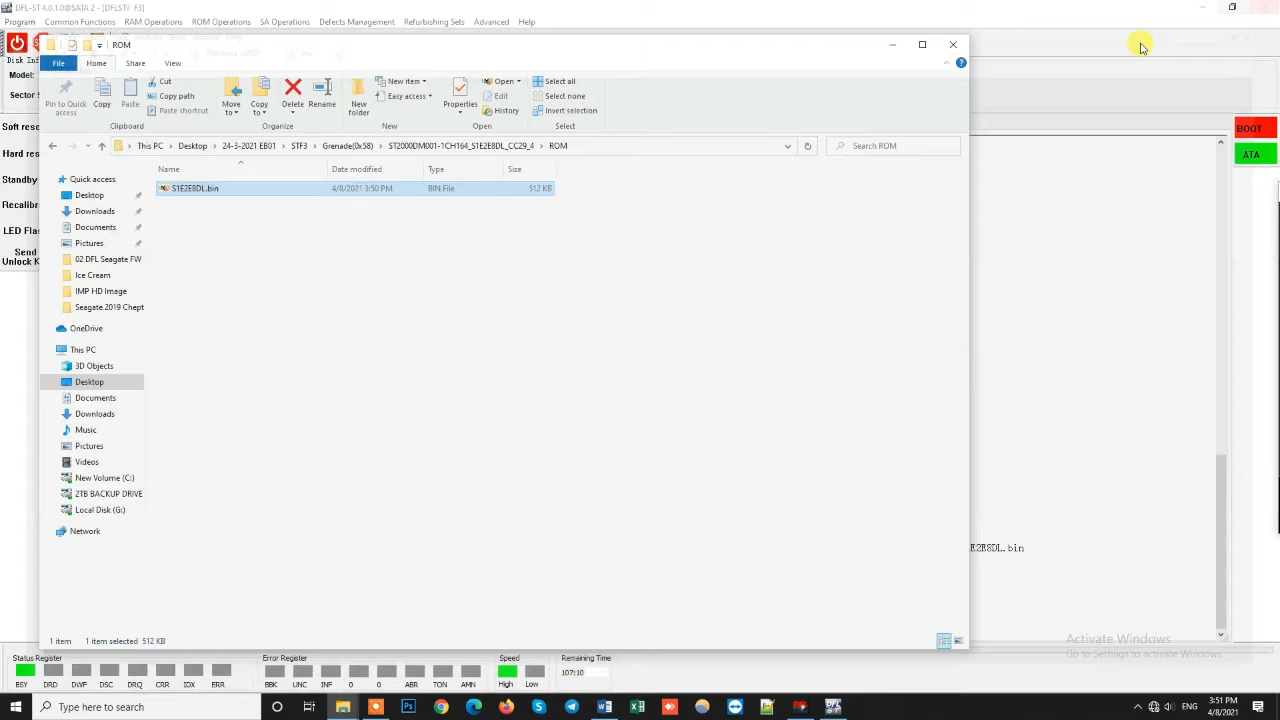 DFL-ST 4.0.1.0@SATA 2 - [DFLSTII F3]
Program Common Functions RAM Operations ROM Operations SA Operations Defects Management Refurbishing Sets Advanced Help
ROM
File Home Share View
Disk Inf
Model:
Sector S
Soft res
Hard res
Standby
Recalibr
LED Flas
Send
Unlock K
Pin to Quick access
Copy
Paste
Cut
Copy path
Paste shortcut
Clipboard
Move to
Copy to
Delete
Rename
Organize
New folder
New item
Easy access
New
Properties
Open
Edit
History
Open
Select all
Select none
Invert selection
Select
This PC > Desktop > 24-3-2021 EB01 > STF3 > Grenade(0x58) > ST2000DM001-1CH164_S1E2E8DL_CC29_4 > ROM
Search ROM
Name Date modified Type Size
S1E2E8DL.bin 4/8/2021 3:50 PM BIN File 512 KB
Quick access
Desktop
Downloads
Documents
Pictures
02 DFL Seagate FW
Ice Cream
IMP HD Image
Seagate 2019 Chept
OneDrive
This PC
3D Objects
Desktop
Documents
Downloads
Music
Pictures
Videos
New Volume (C:)
2TB BACKUP DRIVE
Local Disk (G:)
Network
1 item 1 item selected 512 KB
BOOT
ATA
E2E8DL.bin
Activate Windows
Go to Settings to activate Windows.
Status Register
BSY DRD DWF DSC DRQ CRR IDX ERR
Error Register
BBK UNC INF 0 0 ABR TON AMN
Speed
High Low
Remaining Time
107:10
Type here to search
ENG
3:51 PM
4/8/2021